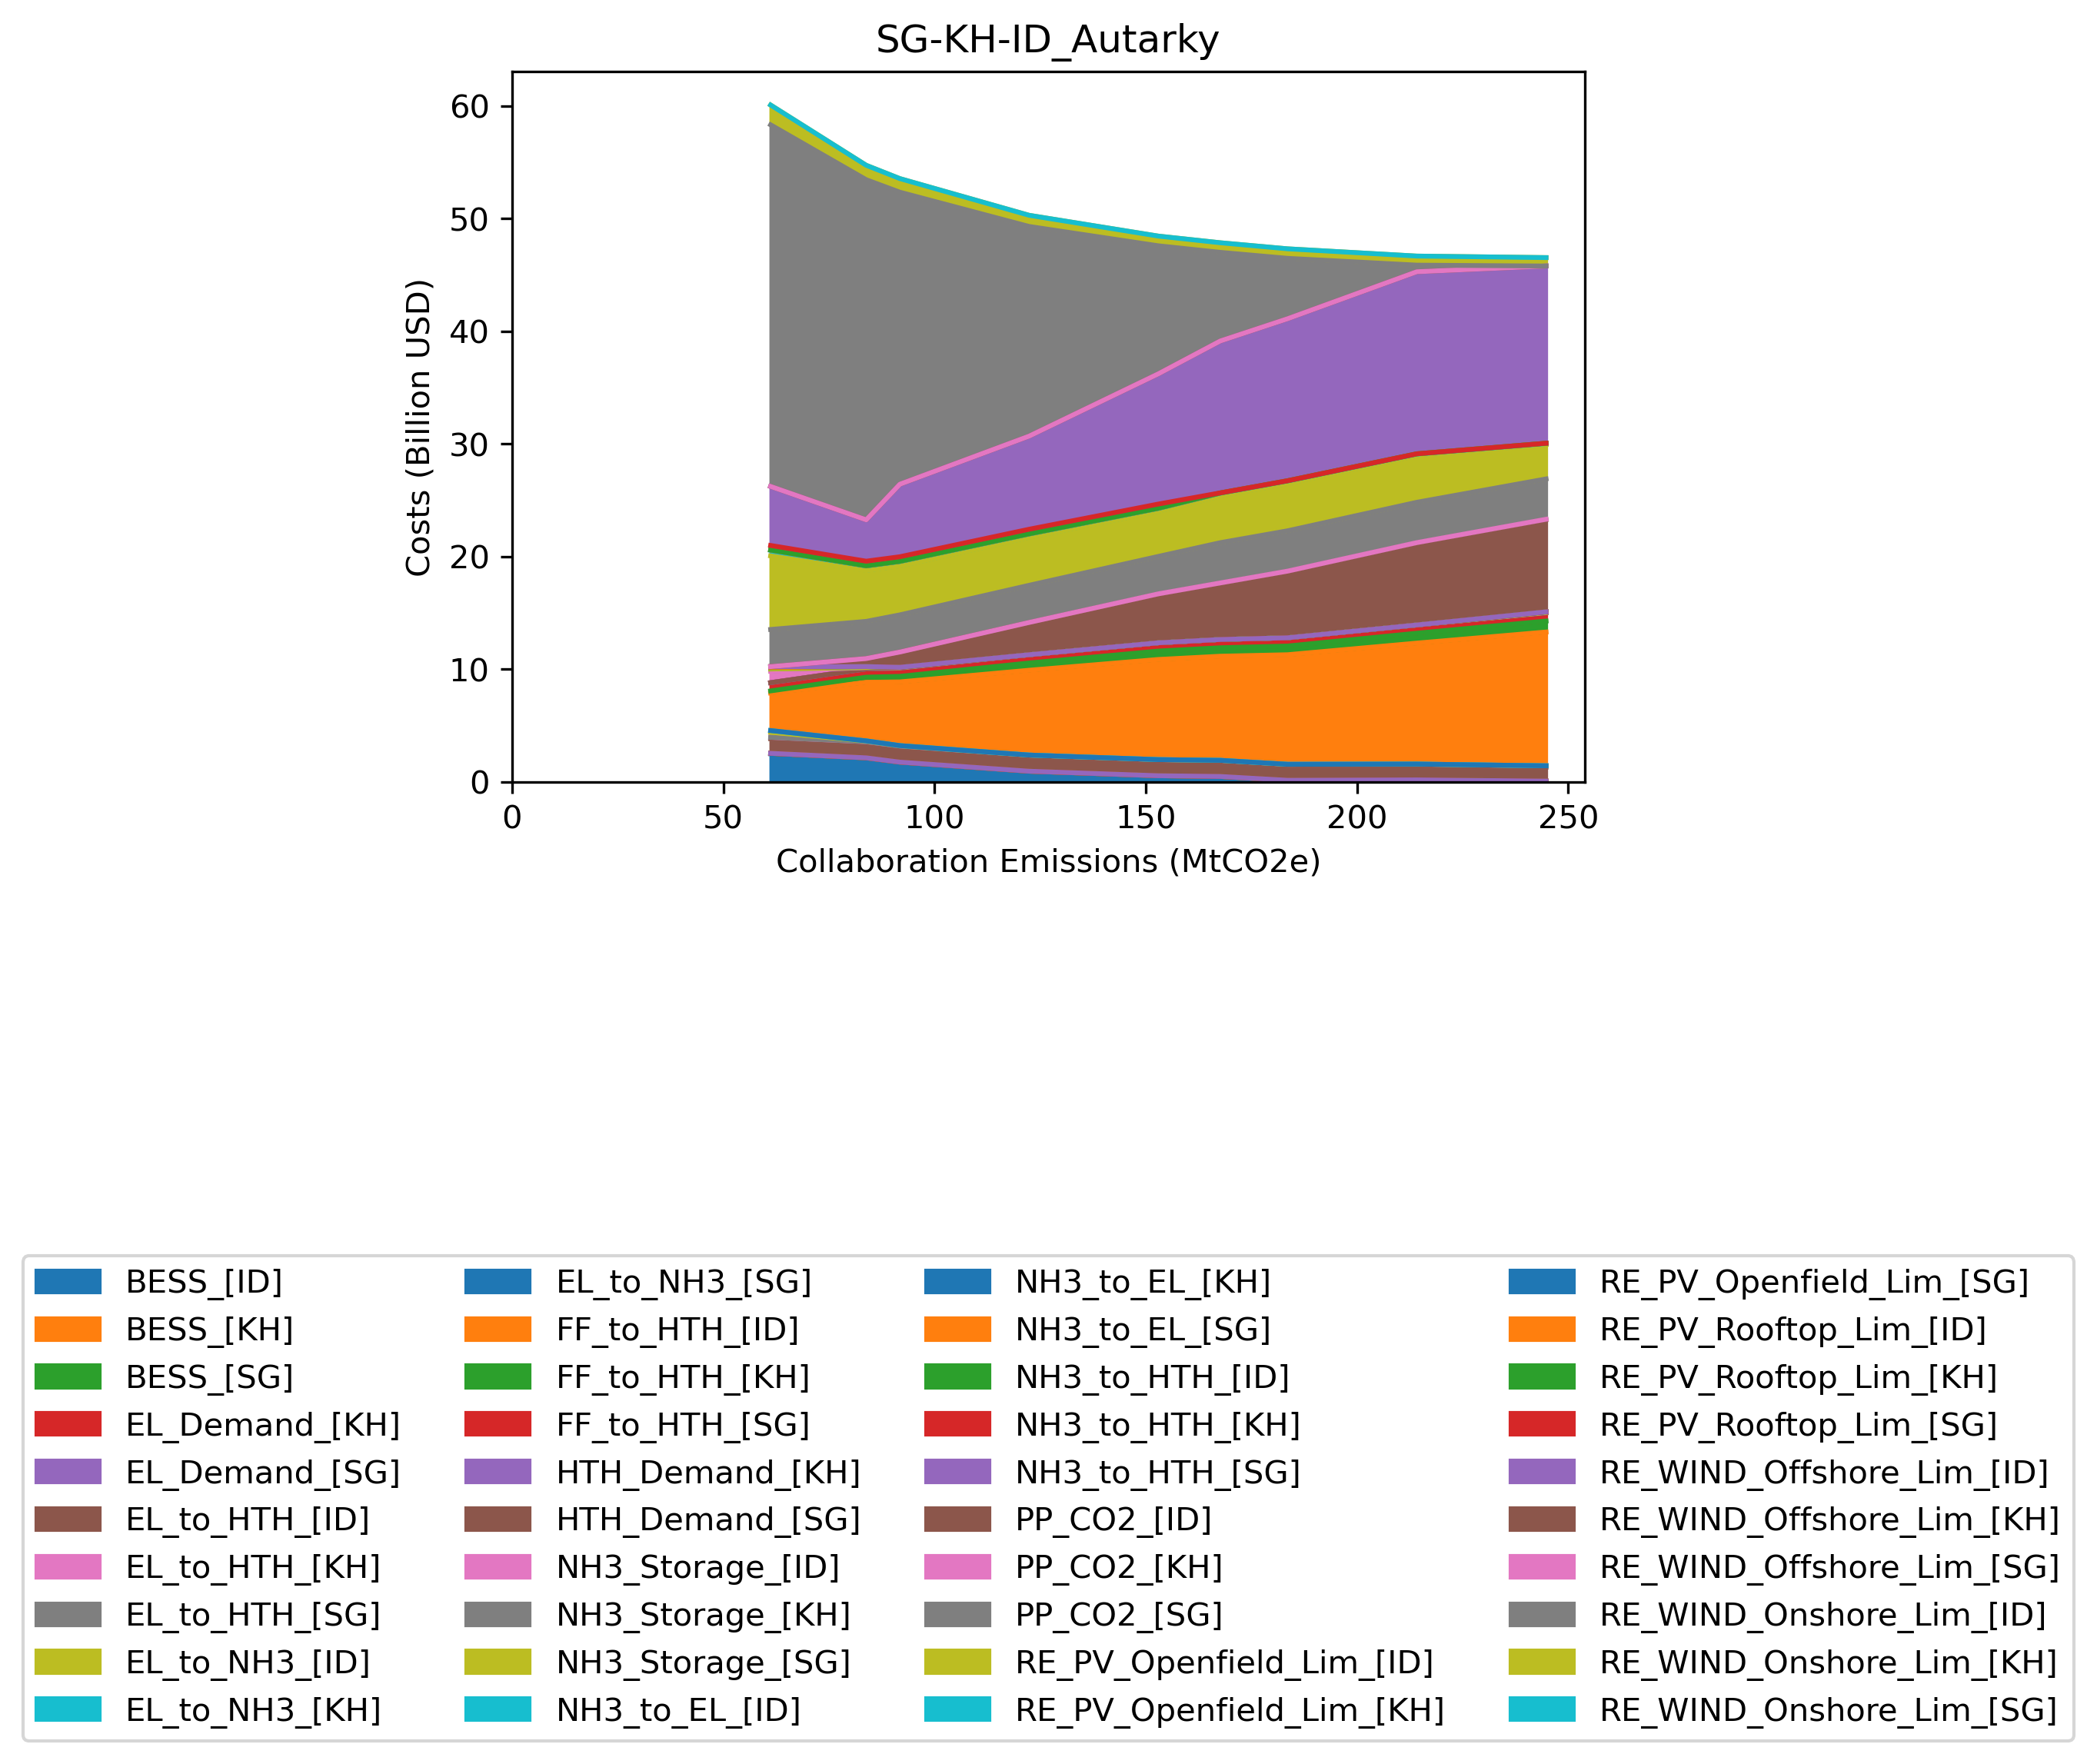 SG-KH-ID_Autarky
60
50
40
30
20
10
0
Costs (Billion USD)
0 50 100 150 200 250
Collaboration Emissions (MtCO2e)
BESS_[ID] EL_to_NH3_[SG] NH3_to_EL_[KH] RE_PV_Openfield_Lim_[SG]
BESS_[KH] FF_to_HTH_[ID] NH3_to_EL_[SG] RE_PV_Rooftop_Lim_[ID]
BESS_[SG] FF_to_HTH_[KH] NH3_to_HTH_[ID] RE_PV_Rooftop_Lim_[KH]
EL_Demand_[KH] FF_to_HTH_[SG] NH3_to_HTH_[KH] RE_PV_Rooftop_Lim_[SG]
EL_Demand_[SG] HTH_Demand_[KH] NH3_to_HTH_[SG] RE_WIND_Offshore_Lim_[ID]
EL_to_HTH_[ID] HTH_Demand_[SG] PP_CO2_[ID] RE_WIND_Offshore_Lim_[KH]
EL_to_HTH_[KH] NH3_Storage_[ID] PP_CO2_[KH] RE_WIND_Offshore_Lim_[SG]
EL_to_HTH_[SG] NH3_Storage_[KH] PP_CO2_[SG] RE_WIND_Onshore_Lim_[ID]
EL_to_NH3_[ID] NH3_Storage_[SG] RE_PV_Openfield_Lim_[ID] RE_WIND_Onshore_Lim_[KH]
EL_to_NH3_[KH] NH3_to_EL_[ID] RE_PV_Openfield_Lim_[KH] RE_WIND_Onshore_Lim_[SG]